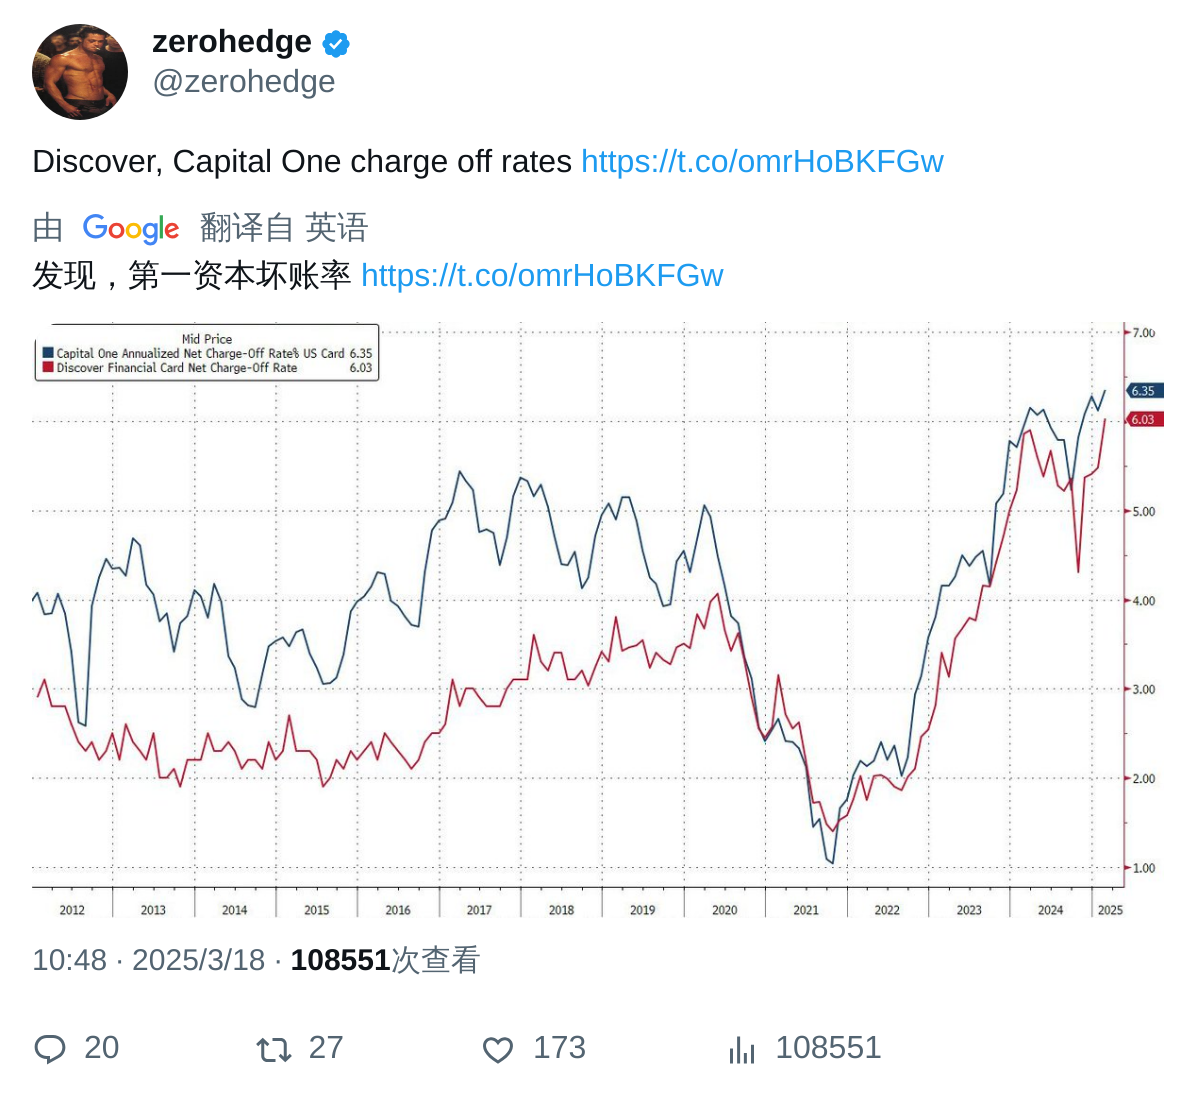 zerohedge
@zerohedge
Discover, Capital One charge off rates https://t.co/omrHoBKFGw
由 Google 翻译自 英语
发现，第一资本坏账率 https://t.co/omrHoBKFGw
Mid Price
Capital One Annualized Net Charge-Off Rate% US Card 6.35
Discover Financial Card Net Charge-Off Rate 6.03
7.00
6.35
6.03
5.00
4.00
3.00
2.00
1.00
2012 2013 2014 2015 2016 2017 2018 2019 2020 2021 2022 2023 2024 2025
10:48 · 2025/3/18 · 108551次查看
20 27 173 108551